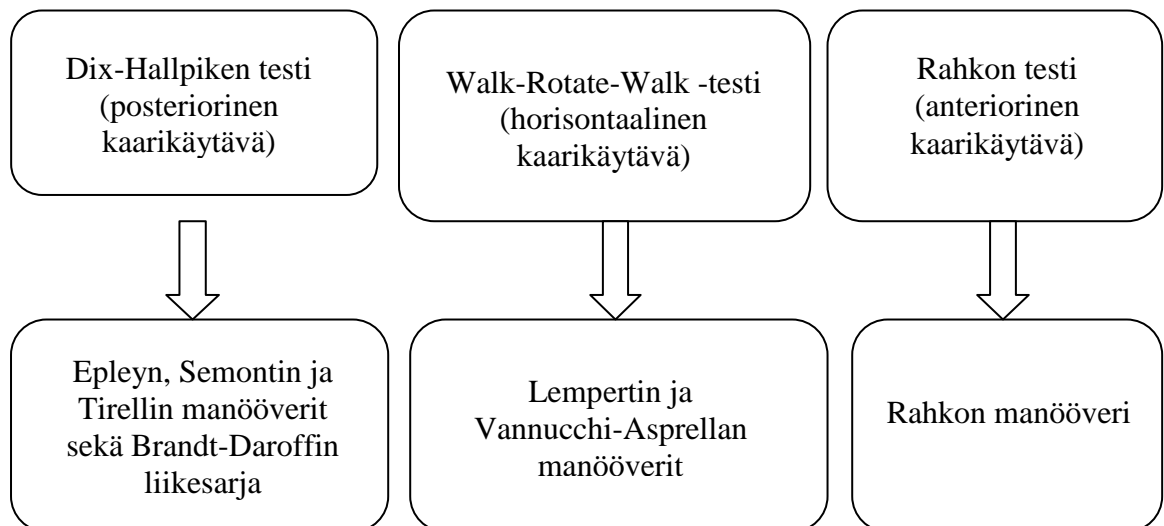 Dix-Hallpiken testi
(posteriorinen
kaarikäytävä)
Walk-Rotate-Walk -testi
(horisontaalinen
kaarikäytävä)
Rahkon testi
(anteriorinen
kaarikäytävä)
Epleyn, Semontin ja
Tirellin manööverit
sekä Brandt-Daroffin
liikesarja
Lempertin ja
Vannucchi-Asprellan
manööverit
Rahkon manööveri